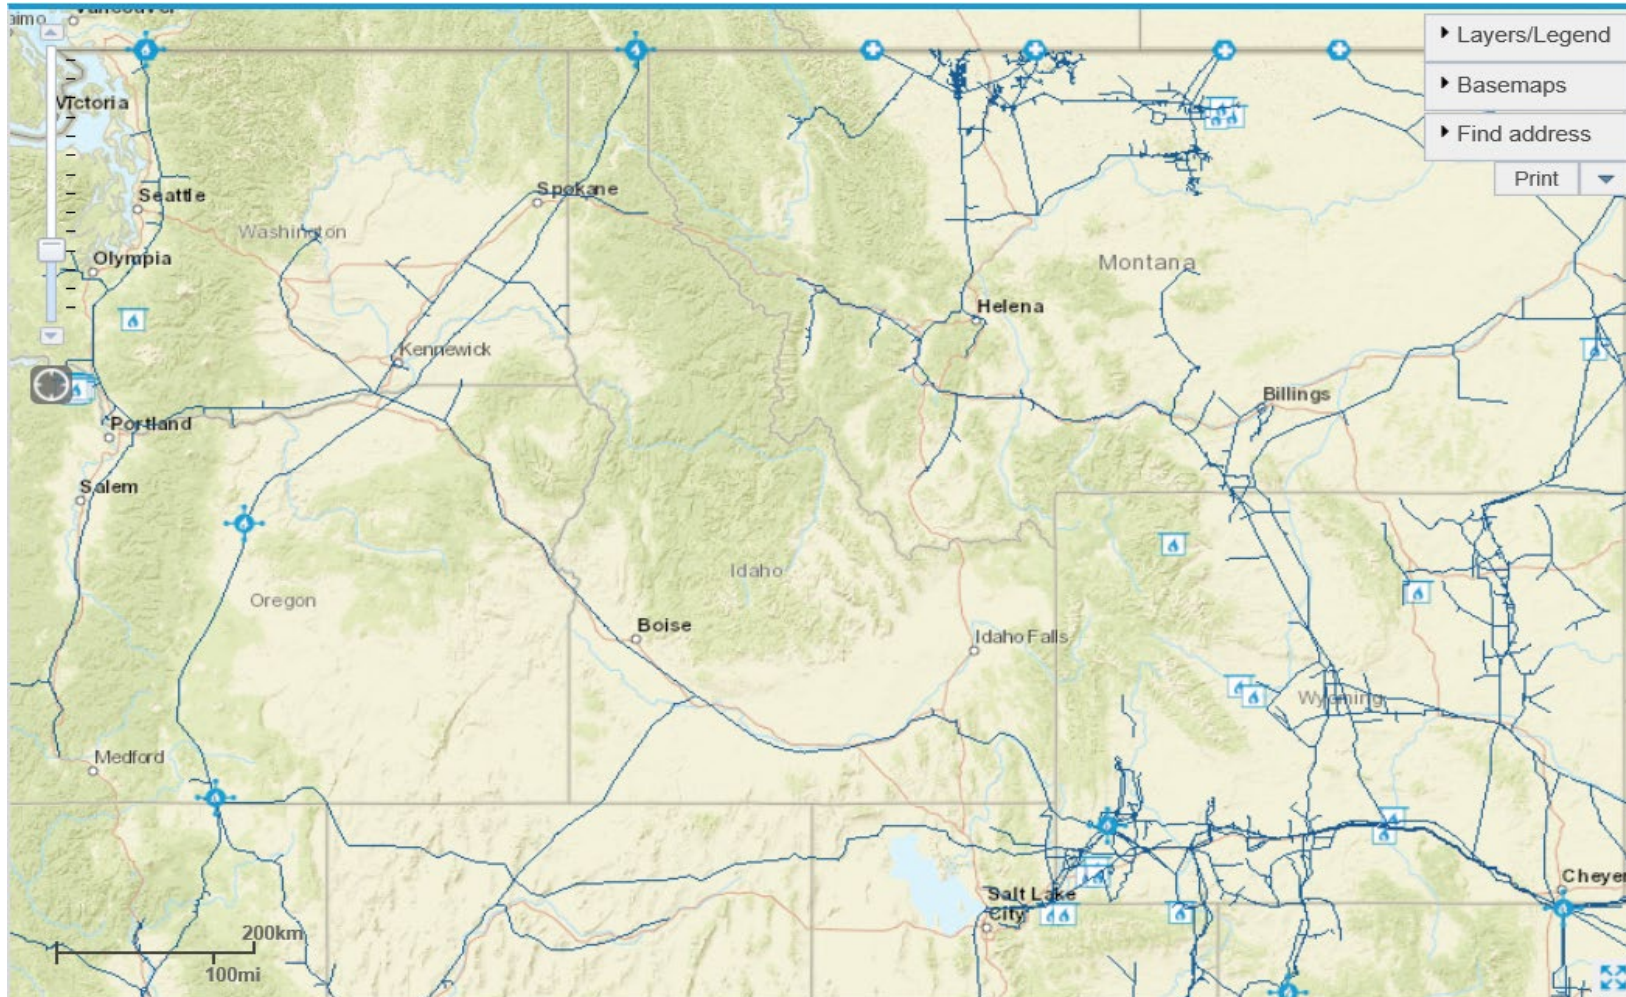 Vancouver
Layers/Legend
Victoria
Basemaps
Find address
Print
Spokane
Seattle
Washington
Olympia
Montana
Helena
Kennewick
Billings
Portland
Salem
Idaho
Oregon
Boise
Idaho Falls
Wyoming
Medford
Cheyen
Salt Lake
City
200km
100mi